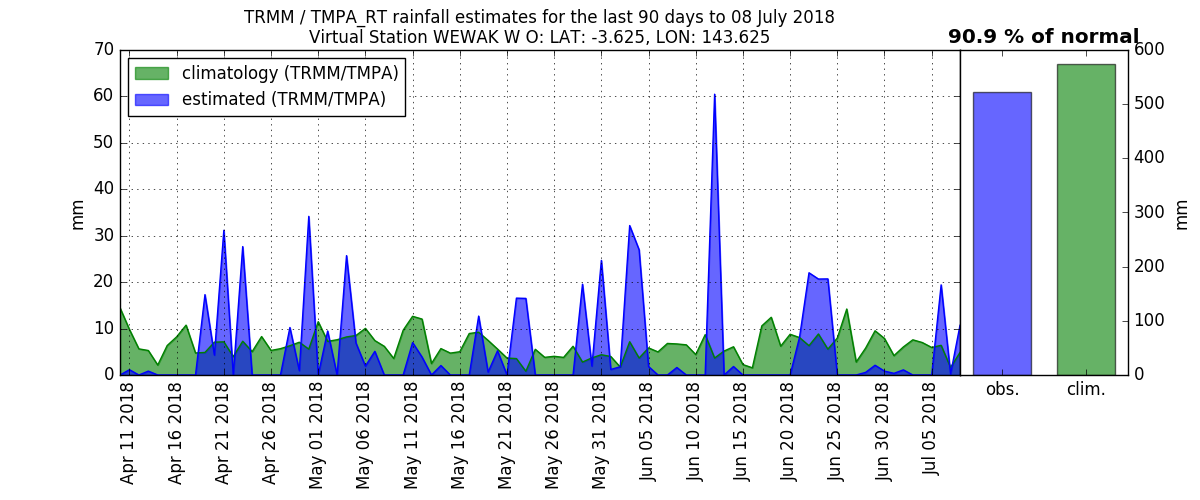 TRMM / TMPA_RT rainfall estimates for the last 90 days to 08 July 2018
Virtual Station WEWAK W O: LAT: -3.625, LON: 143.625
90.9 % of normal
climatology (TRMM/TMPA)
estimated (TRMM/TMPA)
mm
70
60
50
40
30
20
10
0
Apr 11 2018
Apr 16 2018
Apr 21 2018
Apr 26 2018
May 01 2018
May 06 2018
May 11 2018
May 16 2018
May 21 2018
May 26 2018
May 31 2018
Jun 05 2018
Jun 10 2018
Jun 15 2018
Jun 20 2018
Jun 25 2018
Jun 30 2018
Jul 05 2018
obs.
clim.
600
500
400
300
200
100
0
mm